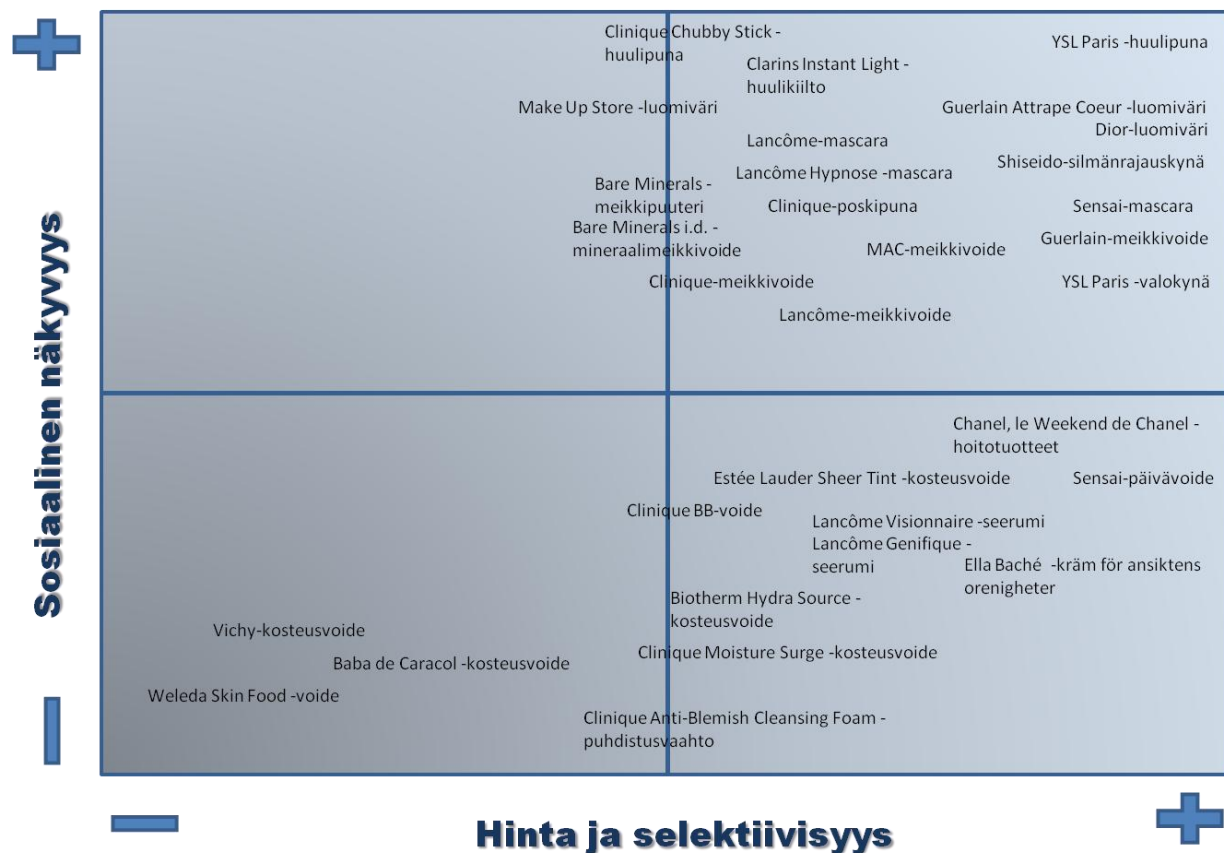 Clinique Chubby Stick -
huulipuna
YSL Paris -huulipuna
Clarins Instant Light -
huulikiilto
Make Up Store -luomiväri
Guerlain Attrape Coeur -luomiväri
Dior-luomiväri
Lancôme-mascara
Shiseido-silmänrajauskynä
Lancôme Hypnose -mascara
Bare Minerals -
meikkipuuteri
Clinique-poskipuna
Sensai-mascara
Bare Minerals i.d. -
mineraalimeikkivoide
MAC-meikkivoide
Guerlain-meikkivoide
Clinique-meikkivoide
YSL Paris -valokynä
Lancôme-meikkivoide
Sosiaalinen näkyvyys
Chanel, le Weekend de Chanel -
hoitotuotteet
Estée Lauder Sheer Tint -kosteusvoide
Sensai-päivävoide
Clinique BB-voide
Lancôme Visionnaire -seerumi
Lancôme Genifique -
seerumi
Ella Baché -kräm för ansiktens
orenigheter
Biotherm Hydra Source -
kosteusvoide
Vichy-kosteusvoide
Clinique Moisture Surge -kosteusvoide
Baba de Caracol -kosteusvoide
Weleda Skin Food -voide
Clinique Anti-Blemish Cleansing Foam -
puhdistusvaahto
Hinta ja selektiivisyys